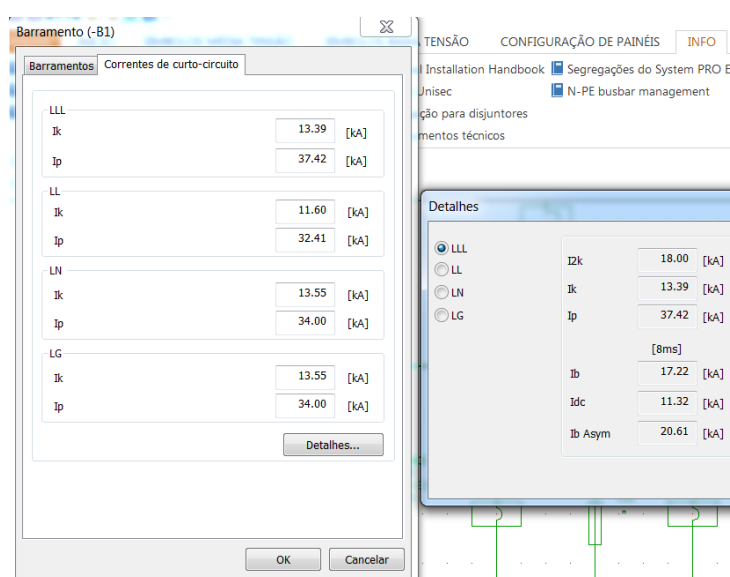 Barramento (-B1)
Barramentos Correntes de curto-circuito
LLL
Ik 13.39 [kA]
Ip 37.42 [kA]
LL
Ik 11.60 [kA]
Ip 32.41 [kA]
LN
Ik 13.55 [kA]
Ip 34.00 [kA]
LG
Ik 13.55 [kA]
Ip 34.00 [kA]
Detalhes...
OK Cancelar
TENSÃO CONFIGURAÇÃO DE PAINÉIS INFO
l Installation Handbook Segregações do System PRO E
Unisec N-PE busbar management
ção para disjuntores
mentos técnicos
Detalhes
LLL
LL
LN
LG
I2k 18.00 [kA]
Ik 13.39 [kA]
Ip 37.42 [kA]
[8ms]
Ib 17.22 [kA]
Idc 11.32 [kA]
Ib Asym 20.61 [kA]